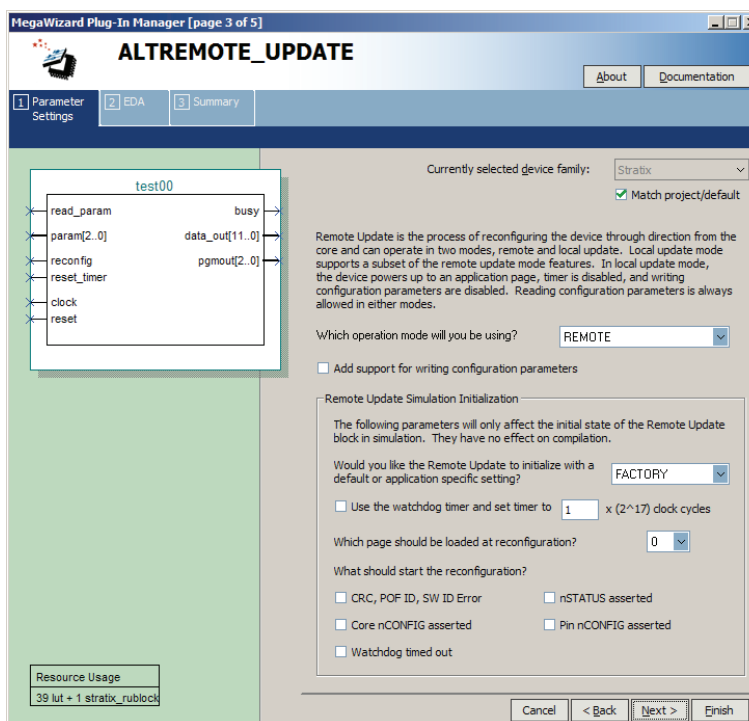 MegaWizard Plug-In Manager [page 3 of 5]
ALTREMOTE_UPDATE
About
Documentation
1 Parameter Settings
2 EDA
3 Summary
test00
read_param
busy
param[2..0]
data_out[11..0]
reconfig
pgmout[2..0]
reset_timer
clock
reset
Resource Usage
39 lut + 1 stratix_rublock
Currently selected device family:
Stratix
Match project/default
Remote Update is the process of reconfiguring the device through direction from the
core and can operate in two modes, remote and local update. Local update mode
supports a subset of the remote update mode features. In local update mode,
the device powers up to an application page, timer is disabled, and writing
configuration parameters are disabled. Reading configuration parameters is always
allowed in either modes.
Which operation mode will you be using?
REMOTE
Add support for writing configuration parameters
Remote Update Simulation Initialization
The following parameters will only affect the initial state of the Remote Update
block in simulation. They have no effect on compilation.
Would you like the Remote Update to initialize with a
default or application specific setting?
FACTORY
Use the watchdog timer and set timer to 1 x (2^17) clock cycles
Which page should be loaded at reconfiguration?
0
What should start the reconfiguration?
CRC, POF ID, SW ID Error
nSTATUS asserted
Core nCONFIG asserted
Pin nCONFIG asserted
Watchdog timed out
Cancel
< Back
Next >
Finish